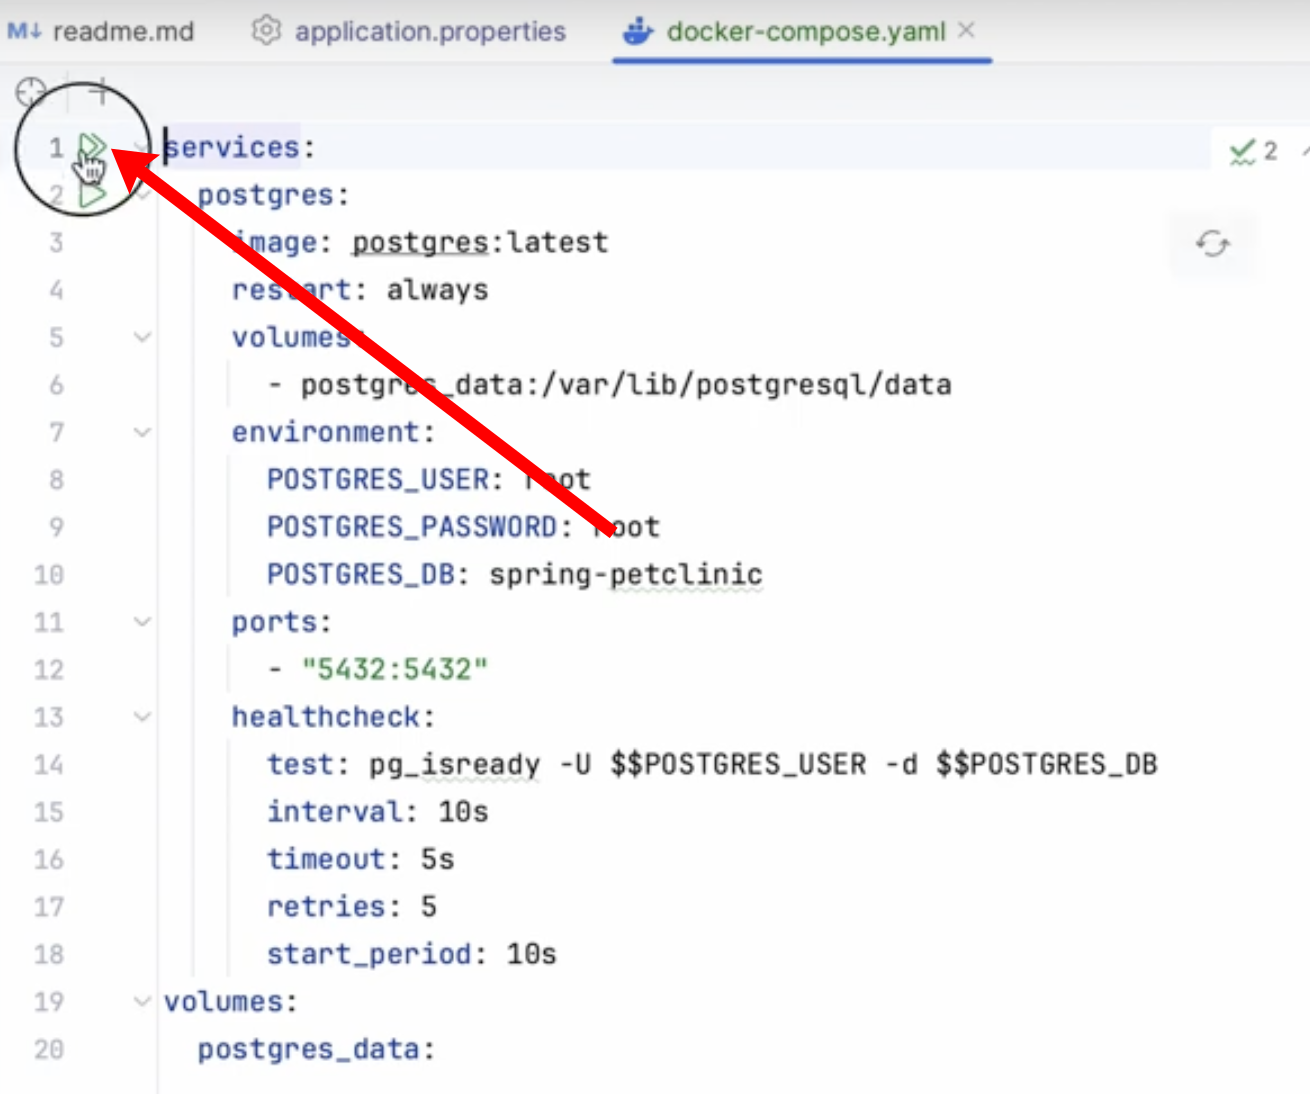 M↓ readme.md application.properties docker-compose.yaml
1 services: 2
2 postgres:
3 image: postgres:latest
4 restart: always
5 volumes
6 - postgres_data:/var/lib/postgresql/data
7 environment:
8 POSTGRES_USER: root
9 POSTGRES_PASSWORD: root
10 POSTGRES_DB: spring-petclinic
11 ports:
12 - "5432:5432"
13 healthcheck:
14 test: pg_isready -U $$POSTGRES_USER -d $$POSTGRES_DB
15 interval: 10s
16 timeout: 5s
17 retries: 5
18 start_period: 10s
19 volumes:
20 postgres_data: